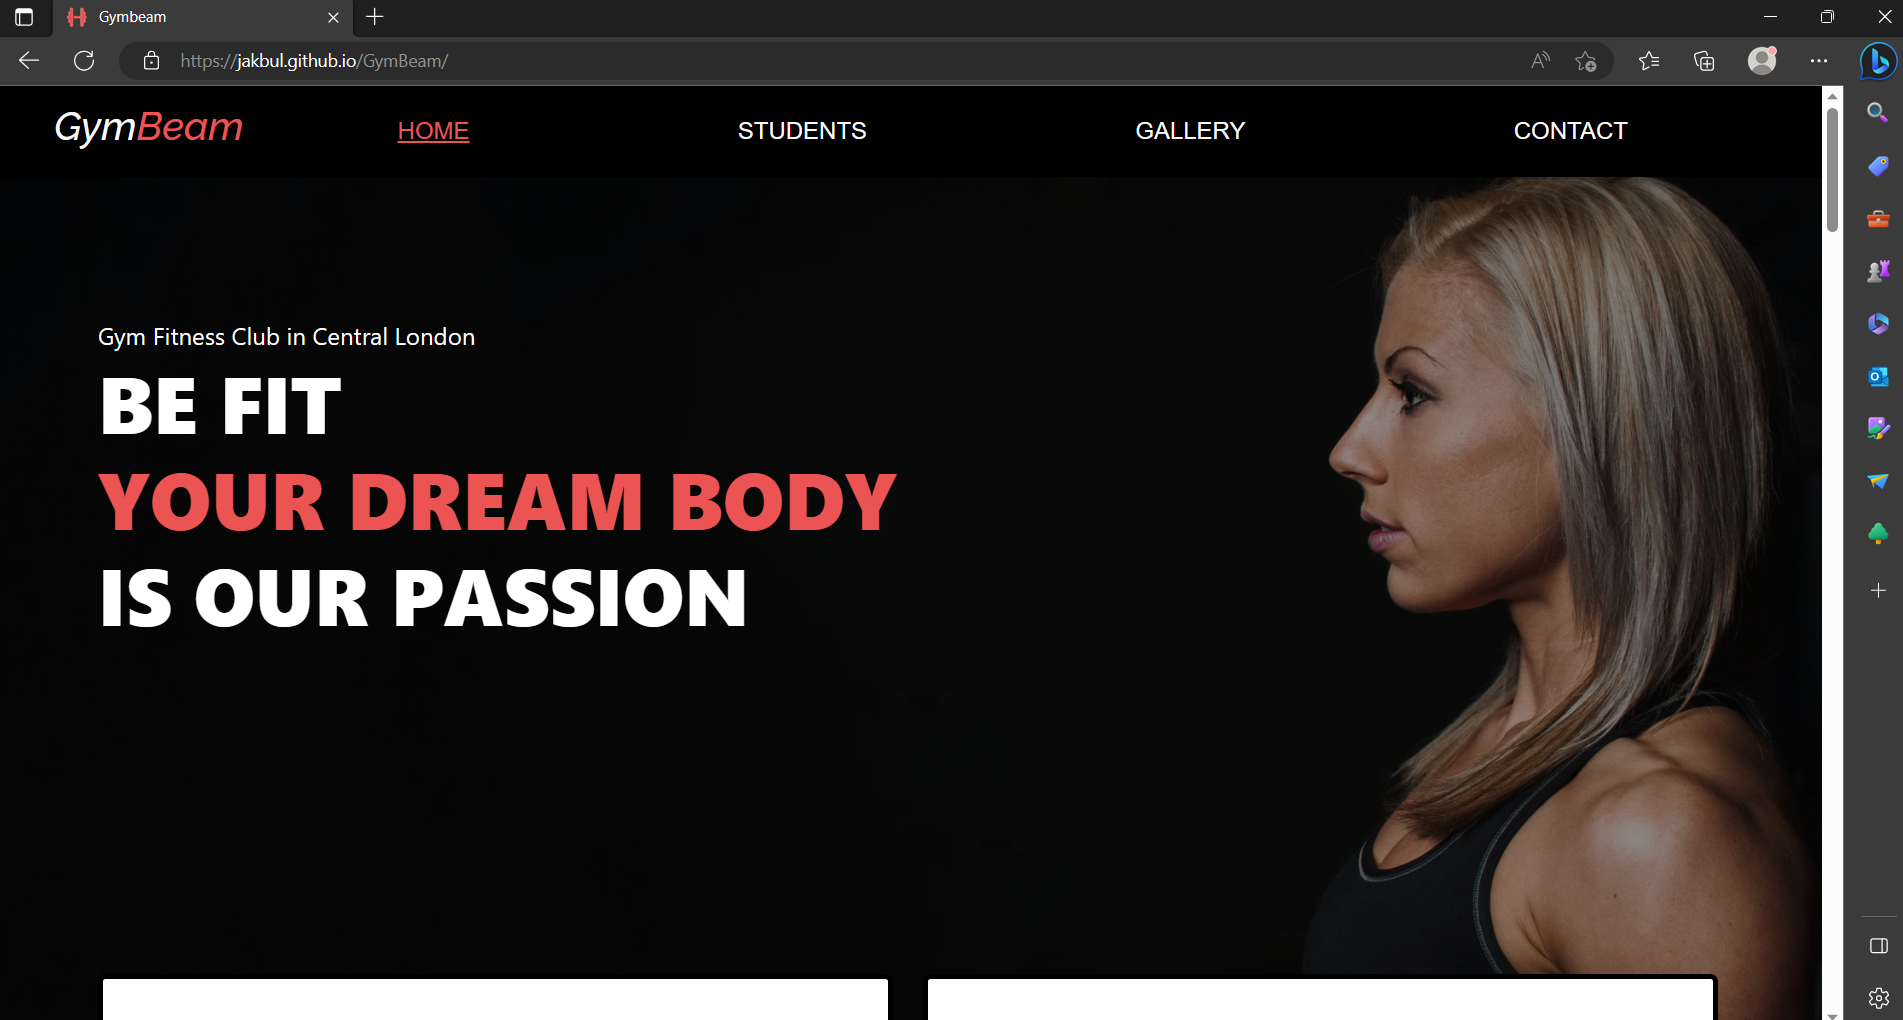 Gymbeam
https://jakbul.github.io/GymBeam/
GymBeam
HOME
STUDENTS
GALLERY
CONTACT
Gym Fitness Club in Central London
BE FIT
YOUR DREAM BODY
IS OUR PASSION